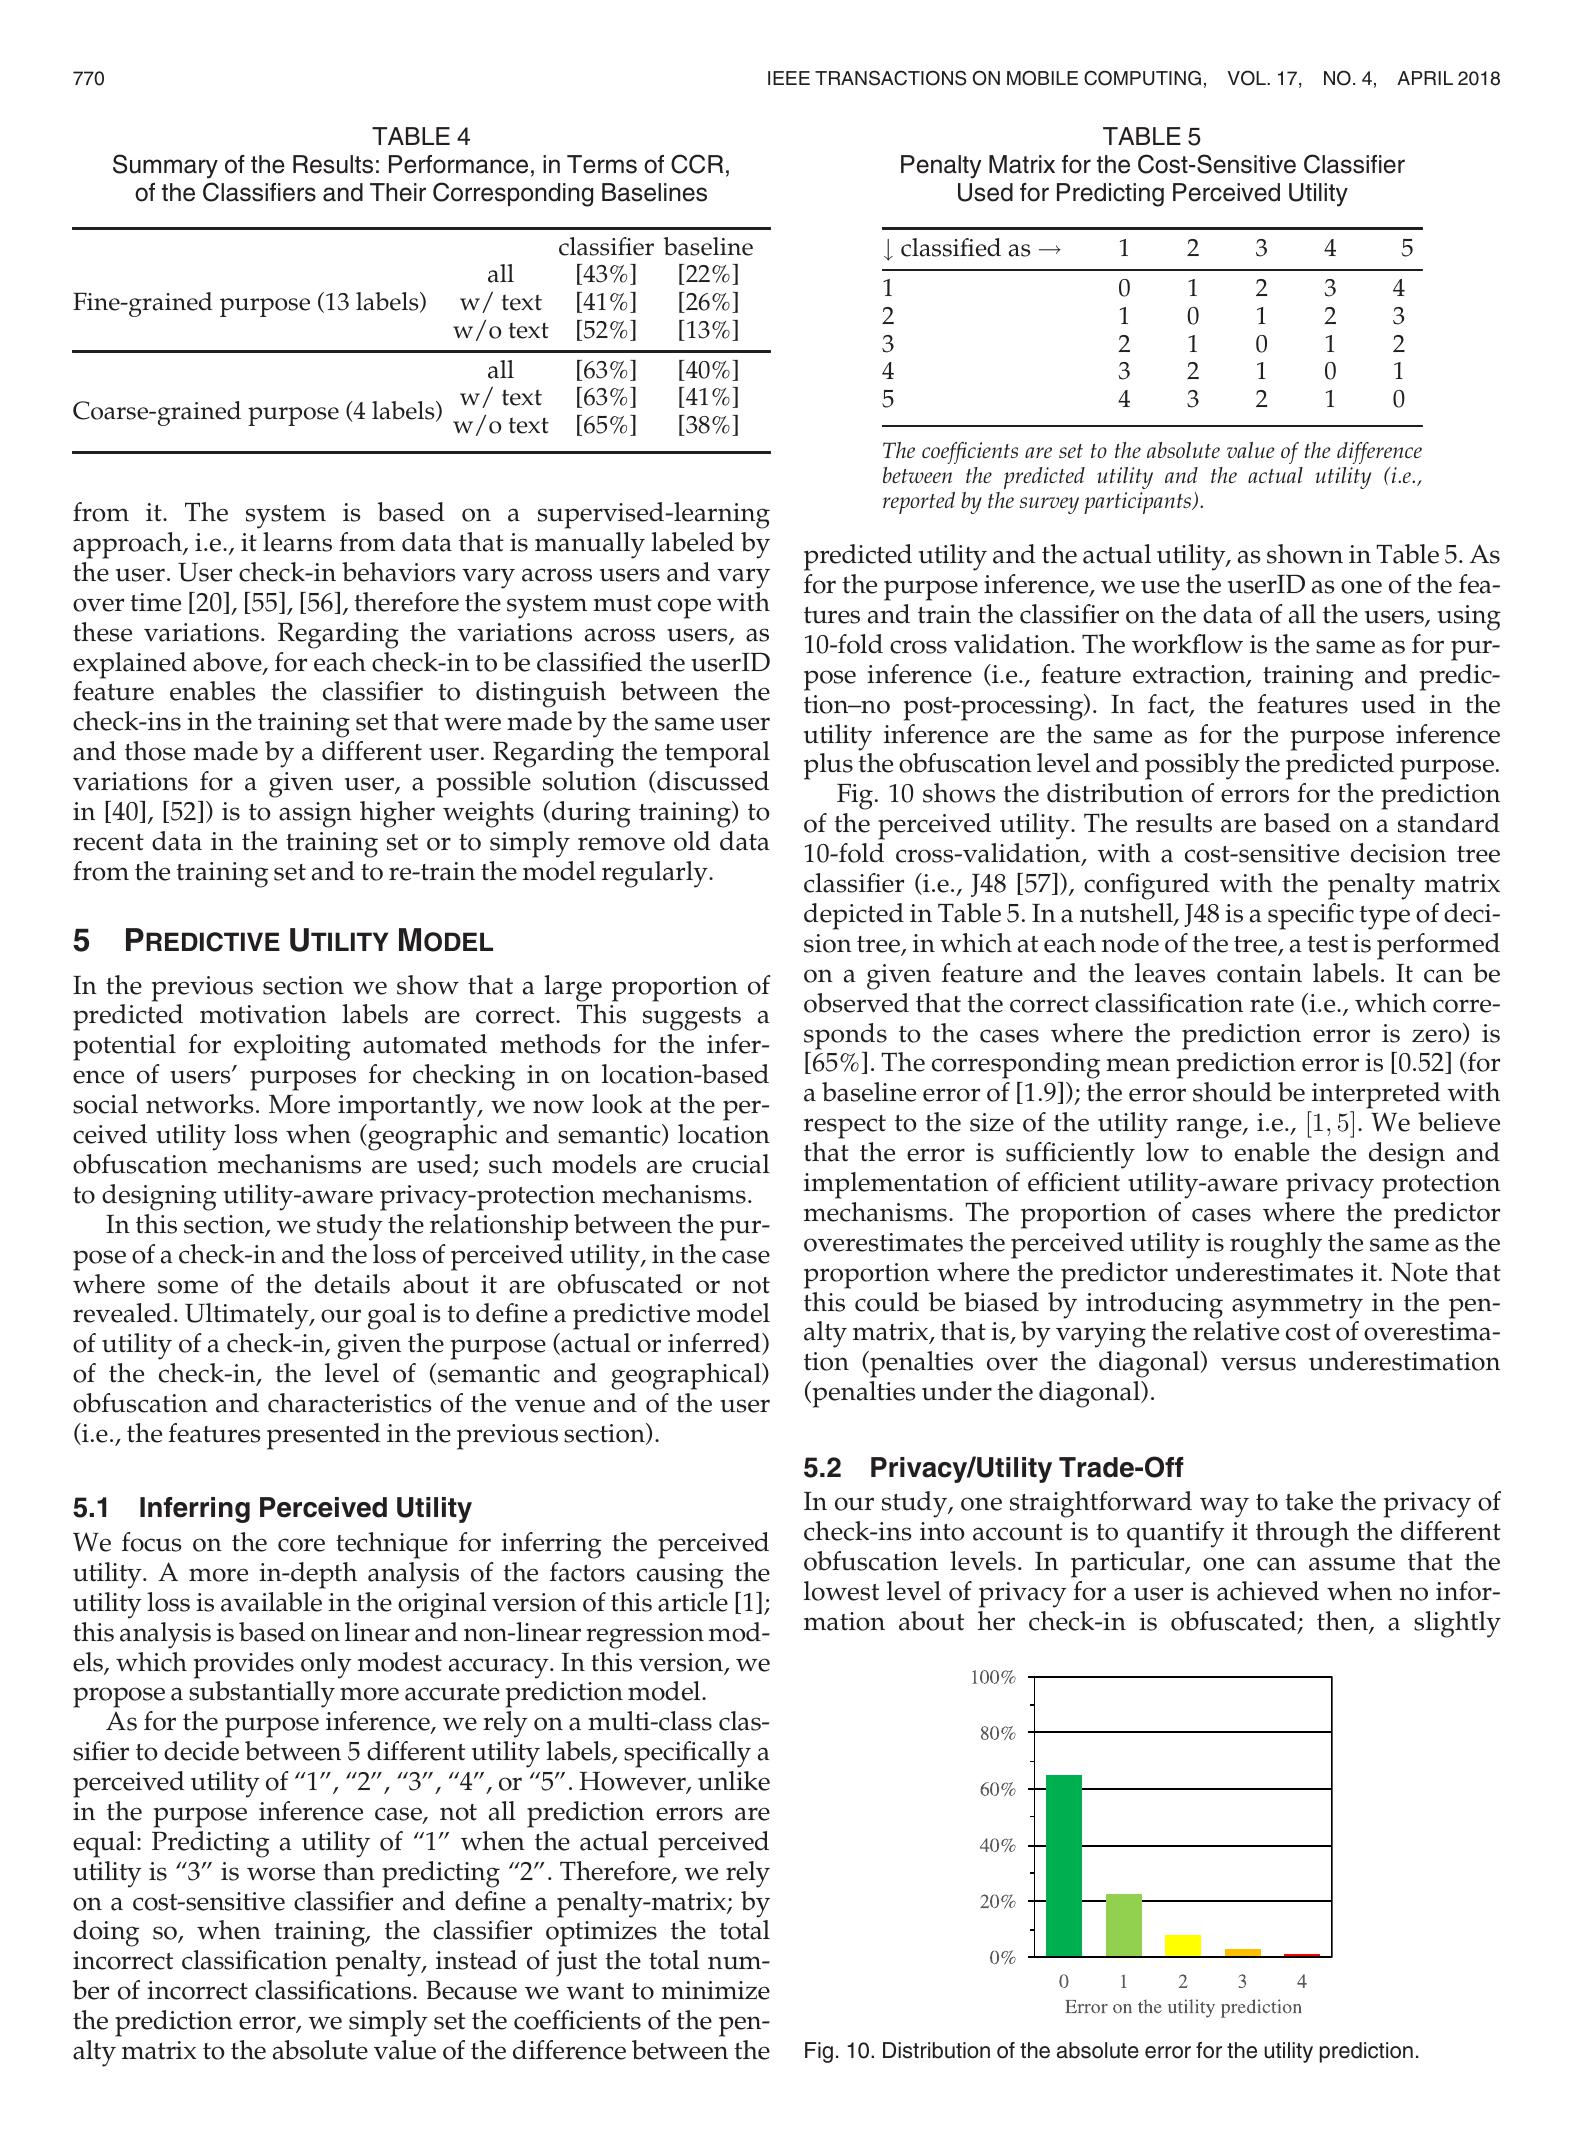 770
IEEE TRANSACTIONS ON MOBILE COMPUTING, VOL. 17, NO. 4, APRIL 2018
TABLE 4
Summary of the Results: Performance, in Terms of CCR,
of the Classifiers and Their Corresponding Baselines
classifier baseline
all [43%] [22%]
Fine-grained purpose (13 labels) w/ text [41%] [26%]
w/o text [52%] [13%]
all [63%] [40%]
Coarse-grained purpose (4 labels) w/ text [63%] [41%]
w/o text [65%] [38%]
from it. The system is based on a supervised-learning
approach, i.e., it learns from data that is manually labeled by
the user. User check-in behaviors vary across users and vary
over time [20], [55], [56], therefore the system must cope with
these variations. Regarding the variations across users, as
explained above, for each check-in to be classified the userID
feature enables the classifier to distinguish between the
check-ins in the training set that were made by the same user
and those made by a different user. Regarding the temporal
variations for a given user, a possible solution (discussed
in [40], [52]) is to assign higher weights (during training) to
recent data in the training set or to simply remove old data
from the training set and to re-train the model regularly.
5 PREDICTIVE UTILITY MODEL
In the previous section we show that a large proportion of
predicted motivation labels are correct. This suggests a
potential for exploiting automated methods for the infer-
ence of users' purposes for checking in on location-based
social networks. More importantly, we now look at the per-
ceived utility loss when (geographic and semantic) location
obfuscation mechanisms are used; such models are crucial
to designing utility-aware privacy-protection mechanisms.
In this section, we study the relationship between the pur-
pose of a check-in and the loss of perceived utility, in the case
where some of the details about it are obfuscated or not
revealed. Ultimately, our goal is to define a predictive model
of utility of a check-in, given the purpose (actual or inferred)
of the check-in, the level of (semantic and geographical)
obfuscation and characteristics of the venue and of the user
(i.e., the features presented in the previous section).
5.1 Inferring Perceived Utility
We focus on the core technique for inferring the perceived
utility. A more in-depth analysis of the factors causing the
utility loss is available in the original version of this article [1];
this analysis is based on linear and non-linear regression mod-
els, which provides only modest accuracy. In this version, we
propose a substantially more accurate prediction model.
As for the purpose inference, we rely on a multi-class clas-
sifier to decide between 5 different utility labels, specifically a
perceived utility of “1”, “2”, “3”, “4”, or “5”. However, unlike
in the purpose inference case, not all prediction errors are
equal: Predicting a utility of “1” when the actual perceived
utility is “3” is worse than predicting “2”. Therefore, we rely
on a cost-sensitive classifier and define a penalty-matrix; by
doing so, when training, the classifier optimizes the total
incorrect classification penalty, instead of just the total num-
ber of incorrect classifications. Because we want to minimize
the prediction error, we simply set the coefficients of the pen-
alty matrix to the absolute value of the difference between the
TABLE 5
Penalty Matrix for the Cost-Sensitive Classifier
Used for Predicting Perceived Utility
↓ classified as → 1 2 3 4 5
1 0 1 2 3 4
2 1 0 1 2 3
3 2 1 0 1 2
4 3 2 1 0 1
5 4 3 2 1 0
The coefficients are set to the absolute value of the difference
between the predicted utility and the actual utility (i.e.,
reported by the survey participants).
predicted utility and the actual utility, as shown in Table 5. As
for the purpose inference, we use the userID as one of the fea-
tures and train the classifier on the data of all the users, using
10-fold cross validation. The workflow is the same as for pur-
pose inference (i.e., feature extraction, training and predic-
tion–no post-processing). In fact, the features used in the
utility inference are the same as for the purpose inference
plus the obfuscation level and possibly the predicted purpose.
Fig. 10 shows the distribution of errors for the prediction
of the perceived utility. The results are based on a standard
10-fold cross-validation, with a cost-sensitive decision tree
classifier (i.e., J48 [57]), configured with the penalty matrix
depicted in Table 5. In a nutshell, J48 is a specific type of deci-
sion tree, in which at each node of the tree, a test is performed
on a given feature and the leaves contain labels. It can be
observed that the correct classification rate (i.e., which corre-
sponds to the cases where the prediction error is zero) is
[65%]. The corresponding mean prediction error is [0.52] (for
a baseline error of [1.9]); the error should be interpreted with
respect to the size of the utility range, i.e., [1, 5]. We believe
that the error is sufficiently low to enable the design and
implementation of efficient utility-aware privacy protection
mechanisms. The proportion of cases where the predictor
overestimates the perceived utility is roughly the same as the
proportion where the predictor underestimates it. Note that
this could be biased by introducing asymmetry in the pen-
alty matrix, that is, by varying the relative cost of overestima-
tion (penalties over the diagonal) versus underestimation
(penalties under the diagonal).
5.2 Privacy/Utility Trade-Off
In our study, one straightforward way to take the privacy of
check-ins into account is to quantify it through the different
obfuscation levels. In particular, one can assume that the
lowest level of privacy for a user is achieved when no infor-
mation about her check-in is obfuscated; then, a slightly
100%
80%
60%
40%
20%
0%
0 1 2 3 4
Error on the utility prediction
Fig. 10. Distribution of the absolute error for the utility prediction.